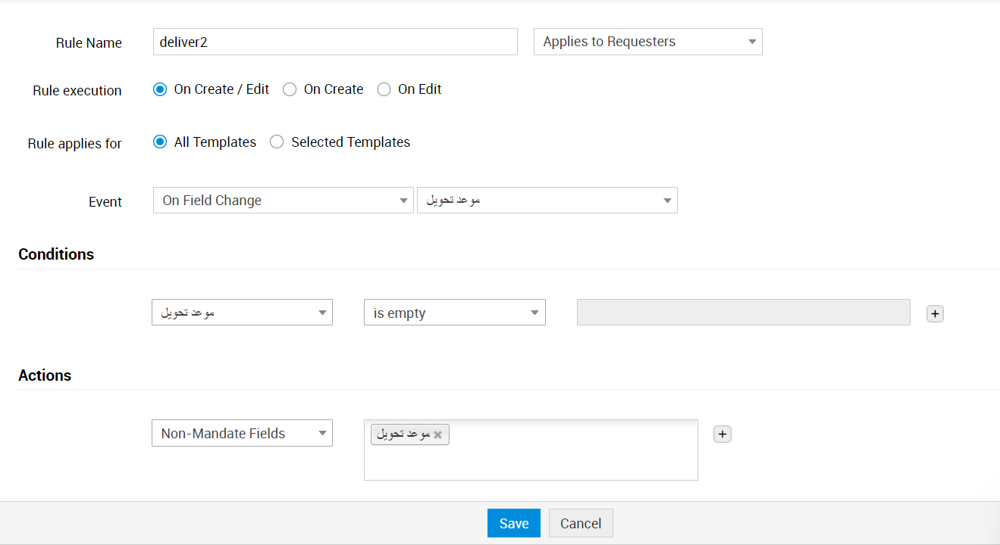 Rule Name deliver2 Applies to Requesters
Rule execution On Create / Edit On Create On Edit
Rule applies for All Templates Selected Templates
Event On Field Change موعد تحويل
Conditions
موعد تحويل is empty +
Actions
Non-Mandate Fields موعد تحويل × +
Save Cancel